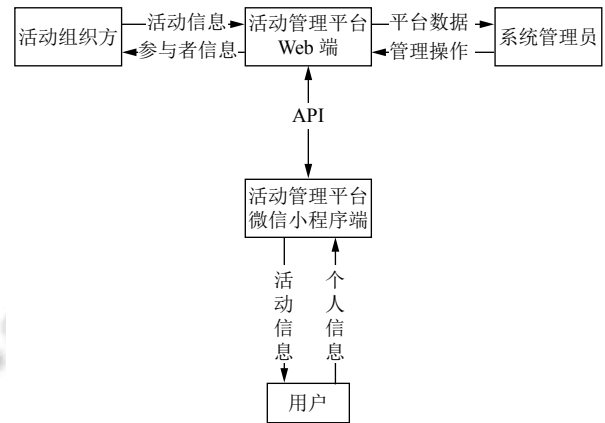 活动组织方
活动信息
参与者信息
活动管理平台
Web 端
平台数据
管理操作
系统管理员
API
活动管理平台
微信小程序端
活动信息
个人信息
用户